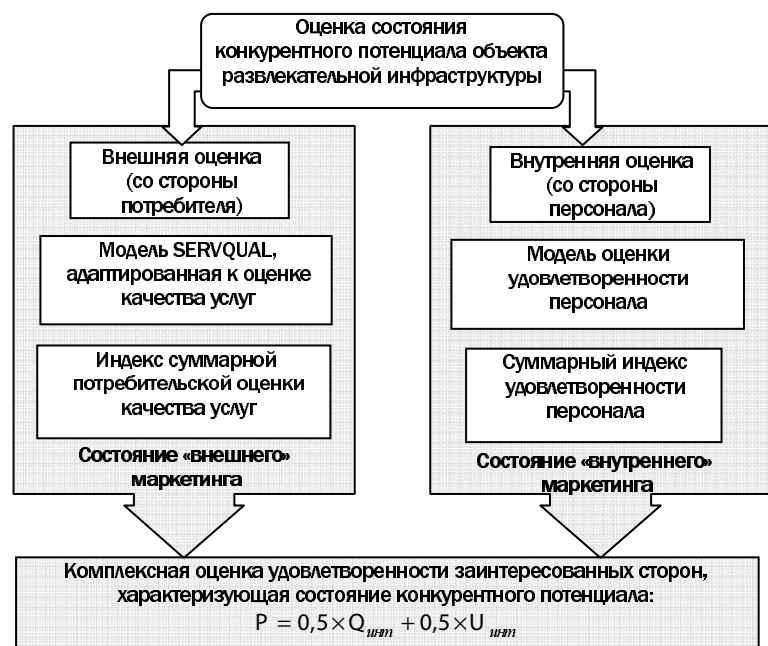 Оценка состояния
конкурентного потенциала объекта
развлекательной инфраструктуры
Внешняя оценка
(со стороны
потребителя)
Модель SERVQUAL,
адаптированная к оценке
качества услуг
Индекс суммарной
потребительской оценки
качества услуг
Состояние «внешнего»
маркетинга
Внутренняя оценка
(со стороны
персонала)
Модель оценки
удовлетворенности
персонала
Суммарный индекс
удовлетворенности
персонала
Состояние «внутреннего»
маркетинга
Комплексная оценка удовлетворенности заинтересованных сторон,
характеризующая состояние конкурентного потенциала:
P = 0,5×Q инт + 0,5×U инт